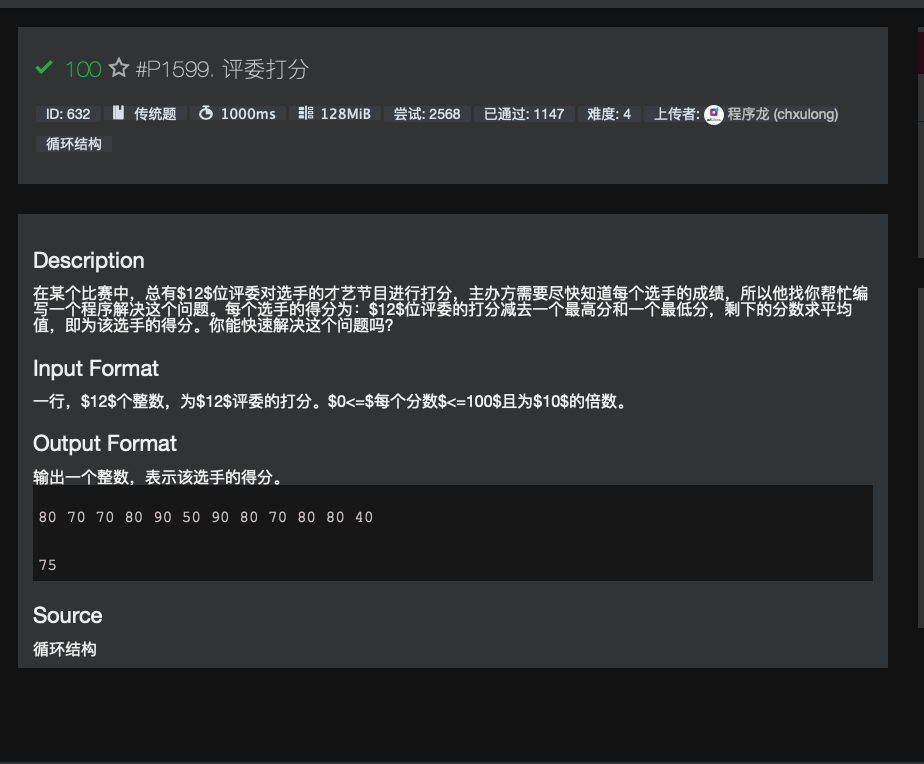 100 #P1599. 评委打分
ID: 632 传统题 1000ms 128MiB 尝试: 2568 已通过: 1147 难度: 4 上传者: 程序龙 (chxulong)
循环结构
Description
在某个比赛中，总有$12$位评委对选手的才艺节目进行打分，主办方需要尽快知道每个选手的成绩，所以他找你帮忙编
写一个程序解决这个问题。每个选手的得分为：$12$位评委的打分减去一个最高分和一个最低分，剩下的分数求平均
值，即为该选手的得分。你能快速解决这个问题吗？
Input Format
一行，$12$个整数，为$12$评委的打分。$0<=$每个分数$<=100$且为$10$的倍数。
Output Format
输出一个整数，表示该选手的得分。
80 70 70 80 90 50 90 80 70 80 80 40
75
Source
循环结构